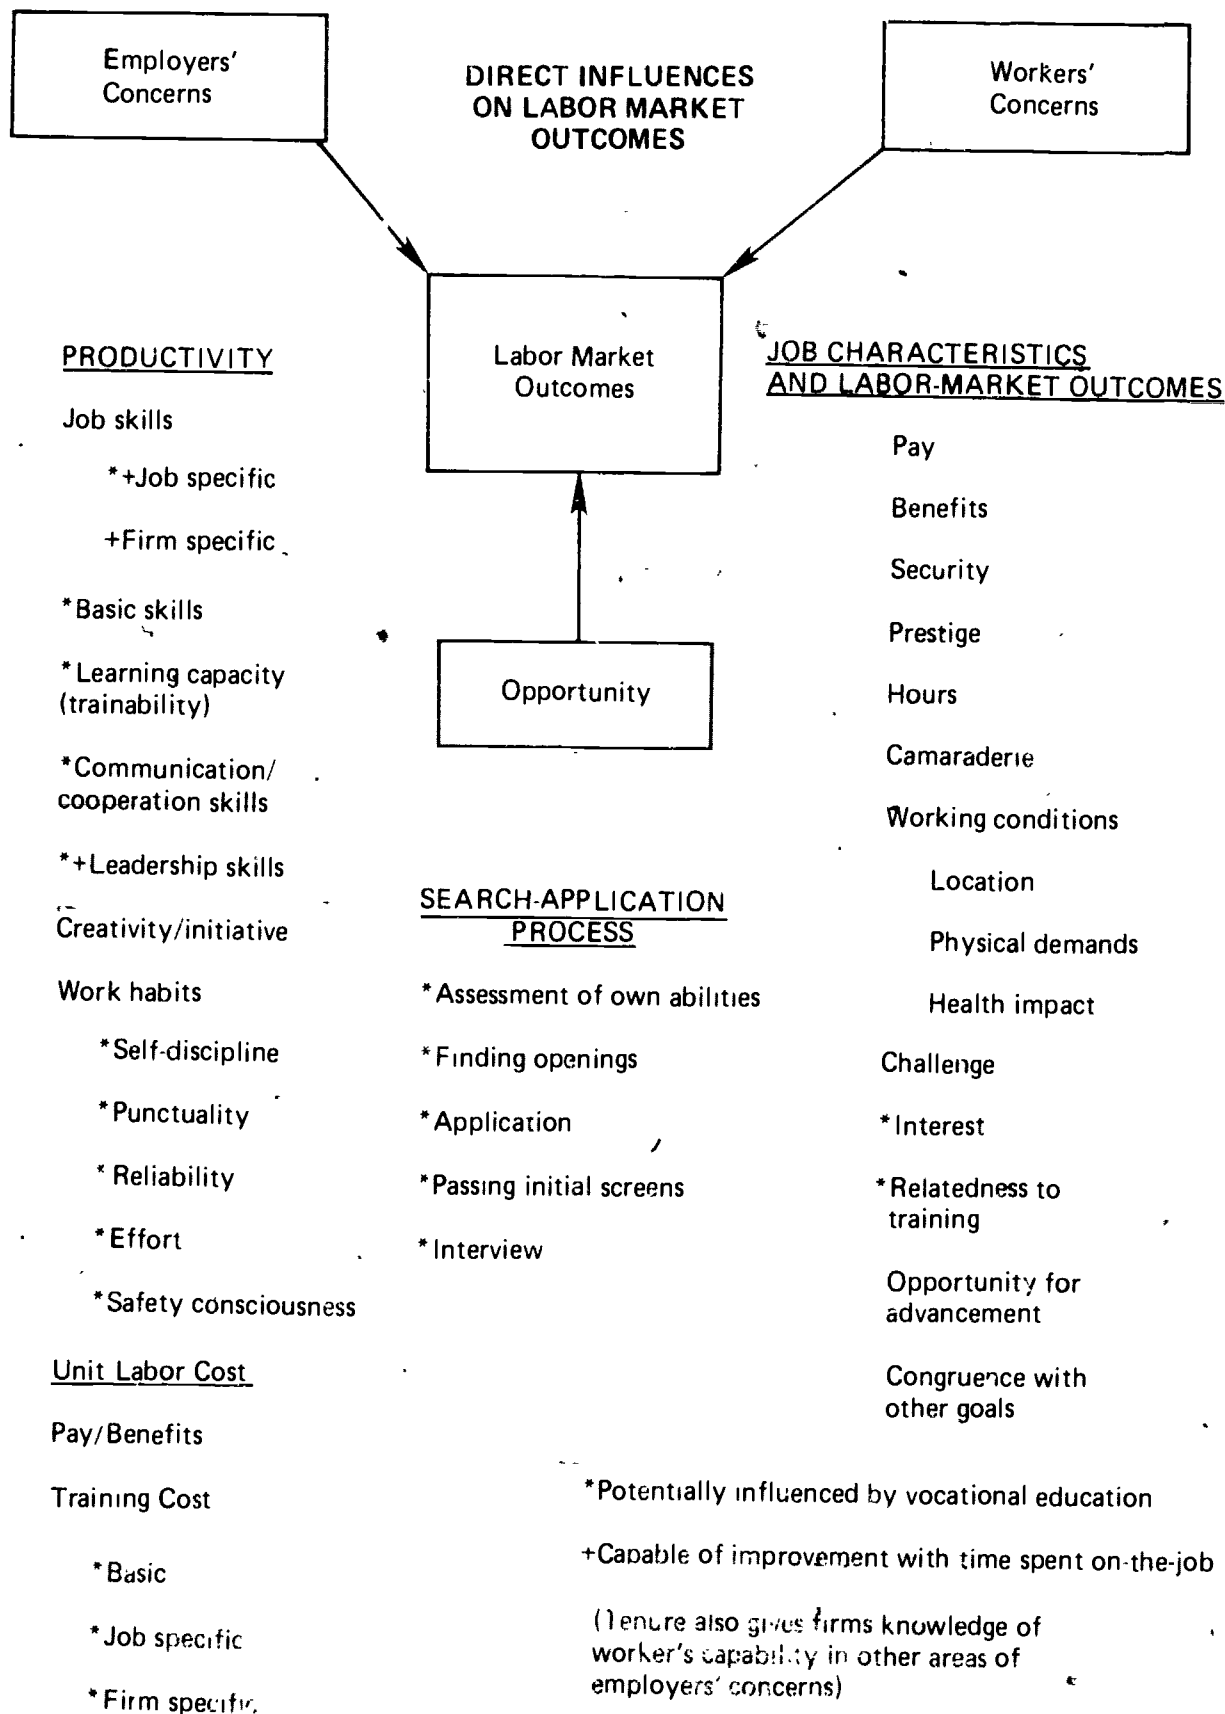 Employers'
Concerns
DIRECT INFLUENCES
ON LABOR MARKET
OUTCOMES
Workers'
Concerns
Labor Market
Outcomes
Opportunity
PRODUCTIVITY
Job skills
*+Job specific
+Firm specific
*Basic skills
*Learning capacity
(trainability)
*Communication/
cooperation skills
*+Leadership skills
Creativity/initiative
Work habits
*Self-discipline
*Punctuality
*Reliability
*Effort
*Safety consciousness
Unit Labor Cost
Pay/Benefits
Training Cost
*Basic
*Job specific
*Firm specific
SEARCH-APPLICATION
PROCESS
*Assessment of own abilities
*Finding openings
*Application
*Passing initial screens
*Interview
JOB CHARACTERISTICS
AND LABOR-MARKET OUTCOMES
Pay
Benefits
Security
Prestige
Hours
Camaraderie
Working conditions
Location
Physical demands
Health impact
Challenge
*Interest
*Relatedness to
training
Opportunity for
advancement
Congruence with
other goals
*Potentially influenced by vocational education
+Capable of improvement with time spent on-the-job
(Tenure also gives firms knowledge of
worker's capability in other areas of
employers' concerns)